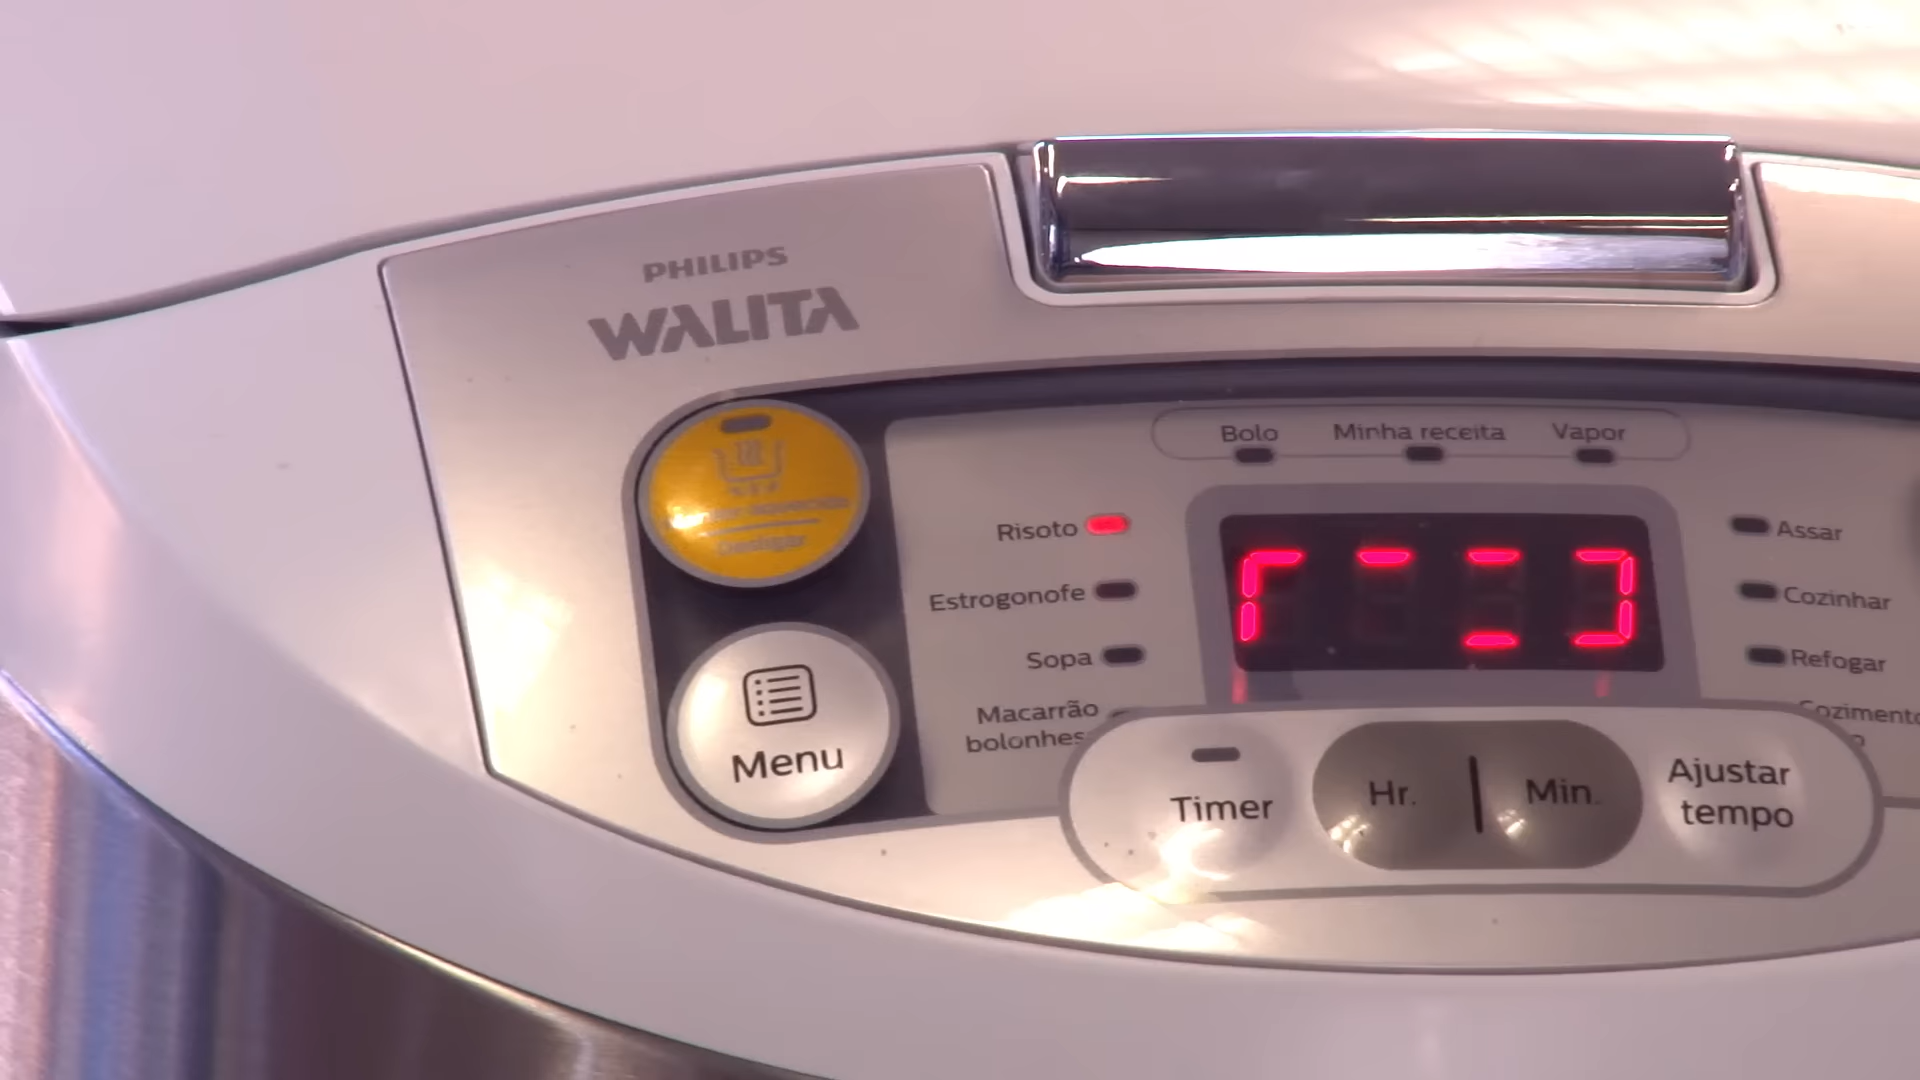 PHILIPS
WALITA
Bolo
Minha receita
Vapor
Risoto
Estrogonofe
Sopa
Macarrão
Assar
Cozinhar
Refogar
Desligar
Menu
Timer
Hr.
Min.
Ajustar
tempo